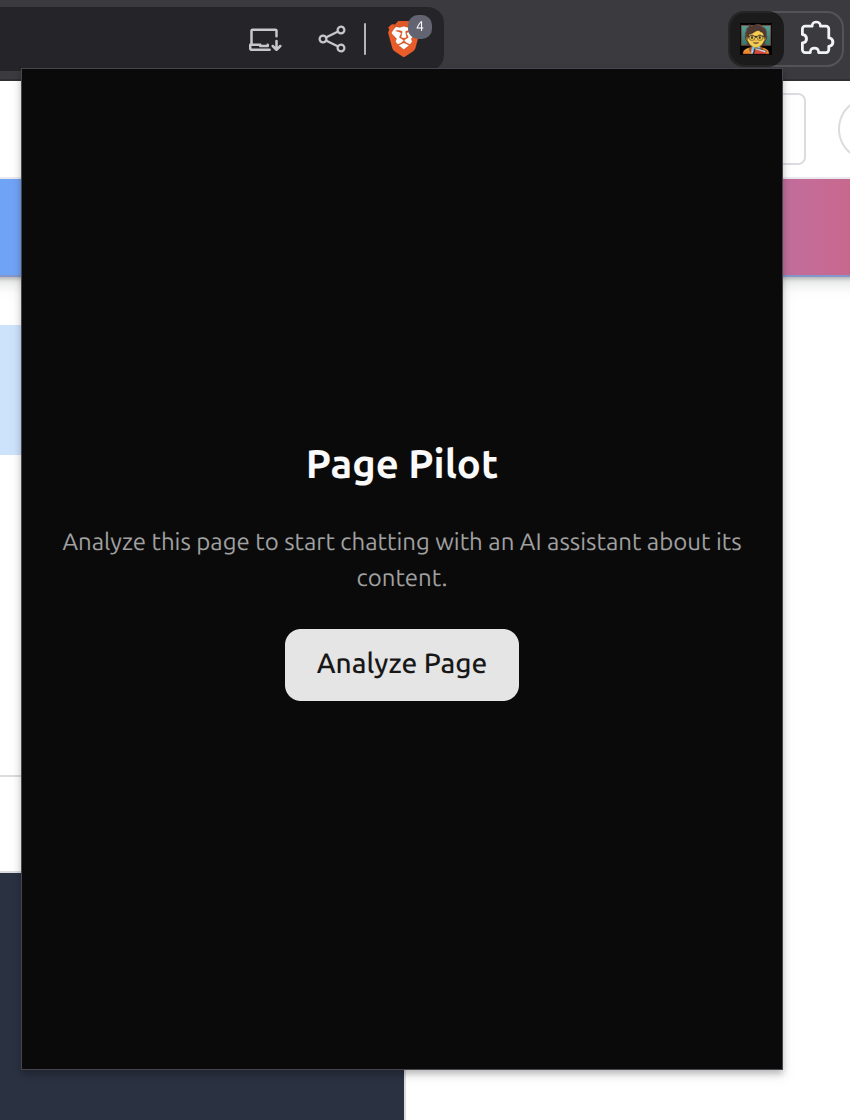 4
Page Pilot
Analyze this page to start chatting with an AI assistant about its
content.
Analyze Page